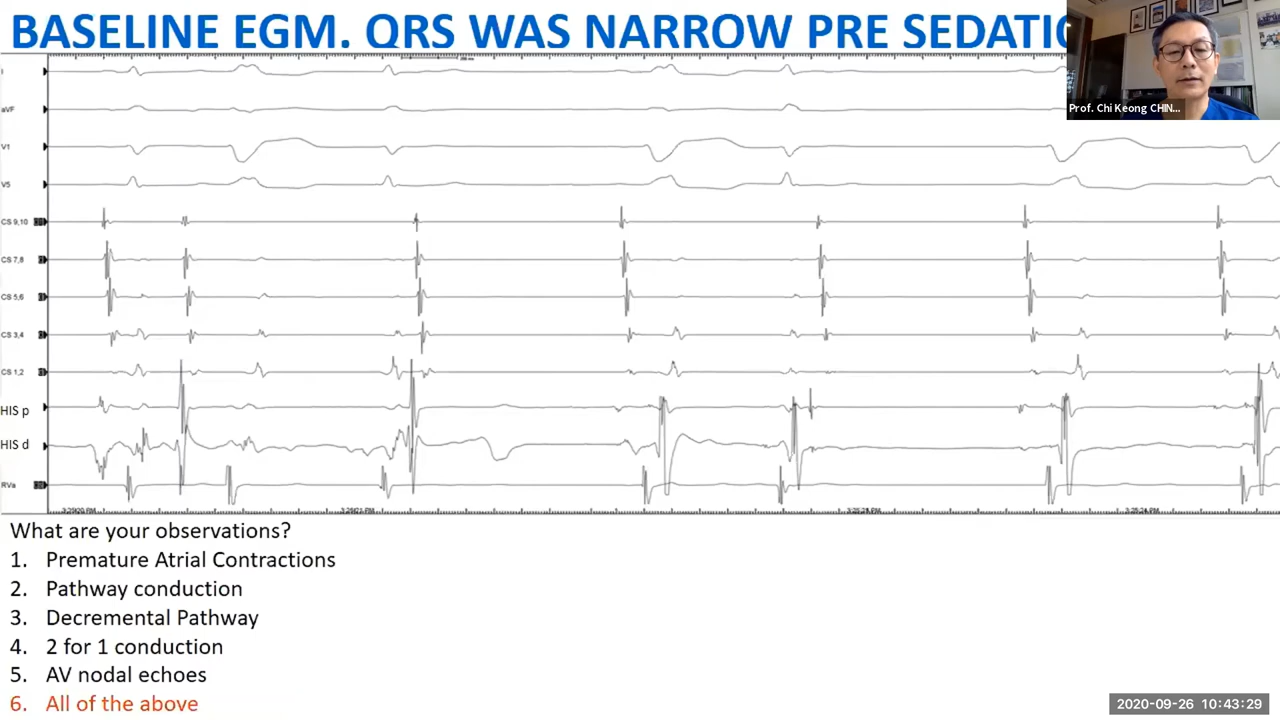 BASELINE EGM. QRS WAS NARROW PRE SEDATIO
Prof. Chi Keong CHIN...
I
aVF
V1
V5
CS 9,10
CS 7,8
CS 5,6
CS 3,4
CS 1,2
HIS p
HIS d
RVa
What are your observations?
1. Premature Atrial Contractions
2. Pathway conduction
3. Decremental Pathway
4. 2 for 1 conduction
5. AV nodal echoes
6. All of the above
2020-09-26 10:43:29